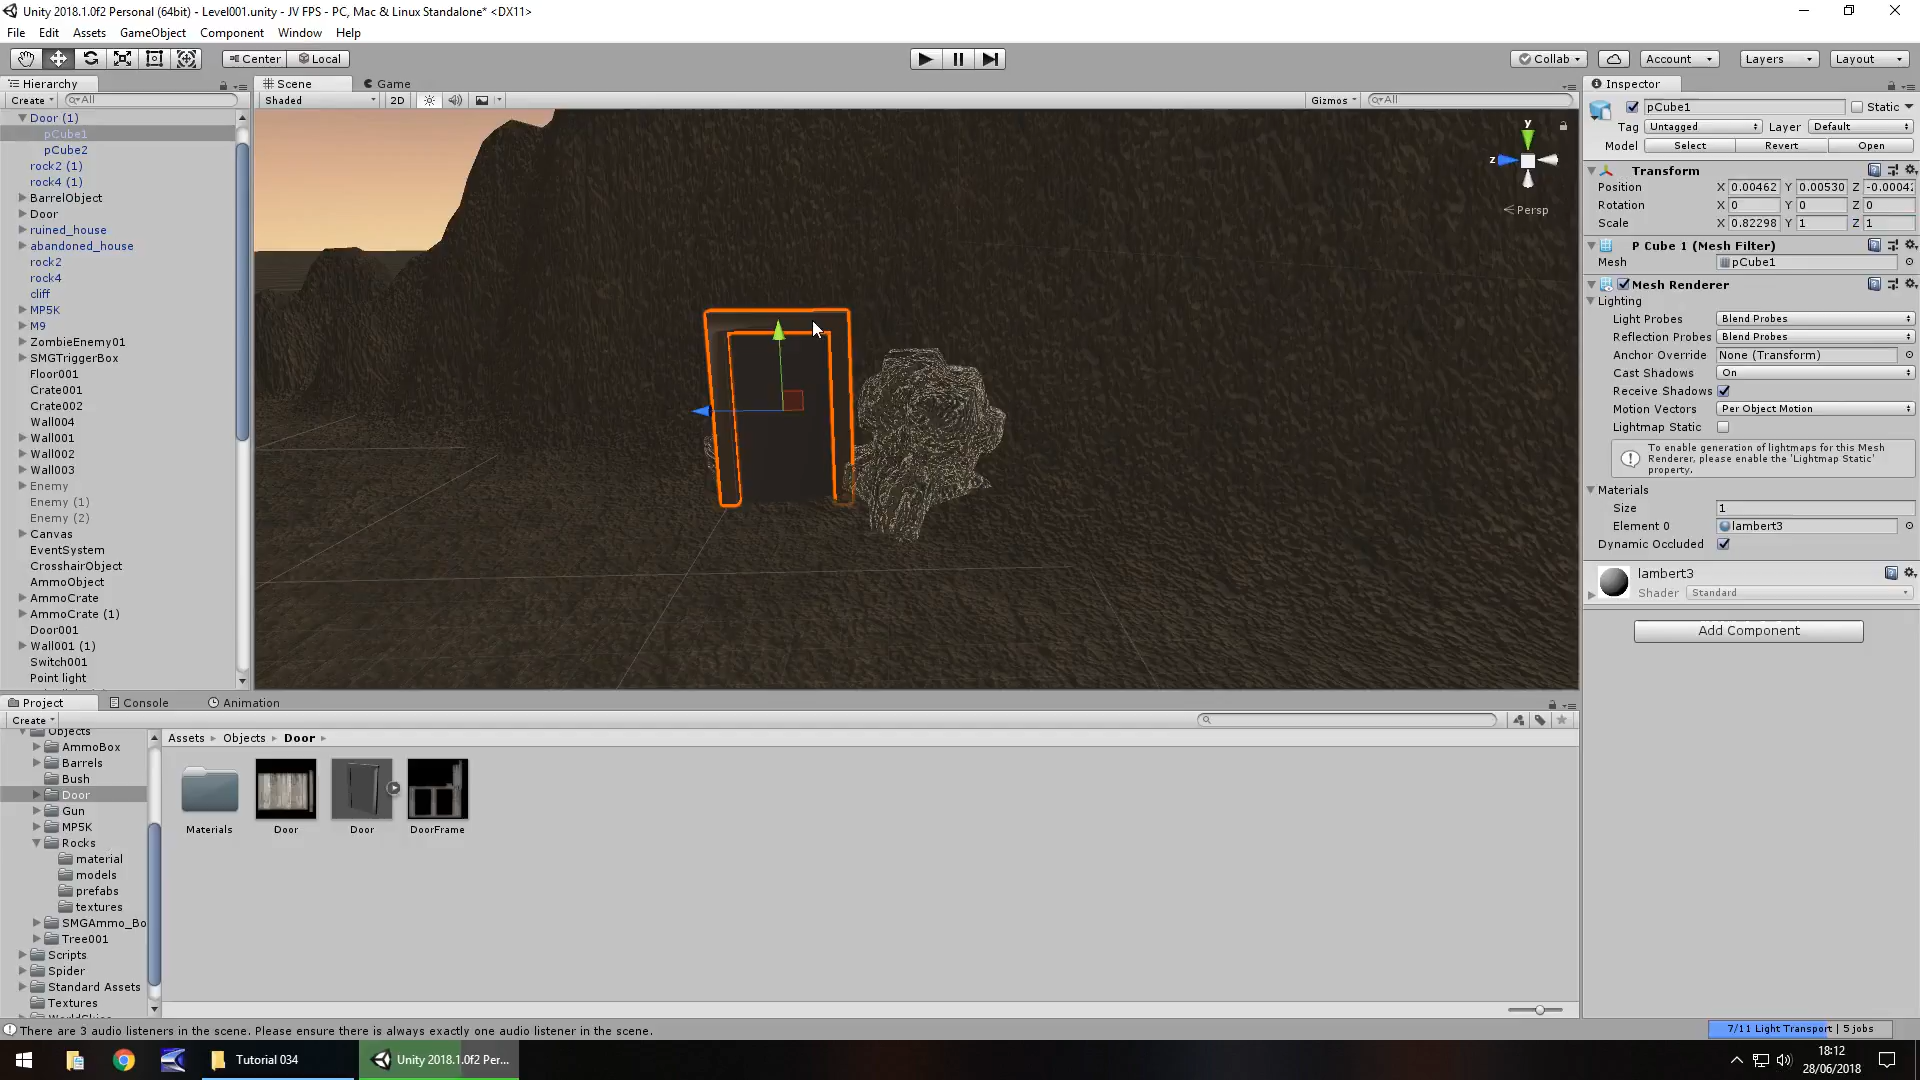 Unity 2018.1.0f2 Personal (64bit) - Level001.unity - JV FPS - PC, Mac & Linux Standalone* <DX11>
File Edit Assets GameObject Component Window Help
Center Local Collab Account Layers Layout
Hierarchy
Create All
Door (1)
pCube1
pCube2
rock2 (1)
rock4 (1)
BarrelObject
Door
ruined_house
abandoned_house
rock2
rock4
cliff
MP5K
M9
ZombieEnemy01
SMGTriggerBox
Floor001
Crate001
Crate002
Wall004
Wall001
Wall002
Wall003
Enemy
Enemy (1)
Enemy (2)
Canvas
EventSystem
CrosshairObject
AmmoObject
AmmoCrate
AmmoCrate (1)
Door001
Wall001 (1)
Switch001
Point light
Scene Game
Shaded 2D Gizmos All
y
z
Persp
Inspector
pCube1 Static
Tag Untagged Layer Default
Model Select Revert Open
Transform
Position X 0.00462 Y 0.00530 Z -0.0004
Rotation X 0 Y 0 Z 0
Scale X 0.82298 Y 1 Z 1
P Cube 1 (Mesh Filter)
Mesh pCube1
Mesh Renderer
Lighting
Light Probes Blend Probes
Reflection Probes Blend Probes
Anchor Override None (Transform)
Cast Shadows On
Receive Shadows
Motion Vectors Per Object Motion
Lightmap Static
To enable generation of lightmaps for this Mesh
Renderer, please enable the 'Lightmap Static'
property.
Materials
Size 1
Element 0 lambert3
Dynamic Occluded
lambert3
Shader Standard
Add Component
Project Console Animation
Create
Objects
AmmoBox
Barrels
Bush
Door
Gun
MP5K
Rocks
material
models
prefabs
textures
SMGAmmo_Bo
Tree001
Scripts
Spider
Standard Assets
Textures
Assets Objects Door
Materials Door Door DoorFrame
There are 3 audio listeners in the scene. Please ensure there is always exactly one audio listener in the scene.
7/11 Light Transport | 5 jobs
Tutorial 034
Unity 2018.1.0f2 Per...
18:12
28/06/2018